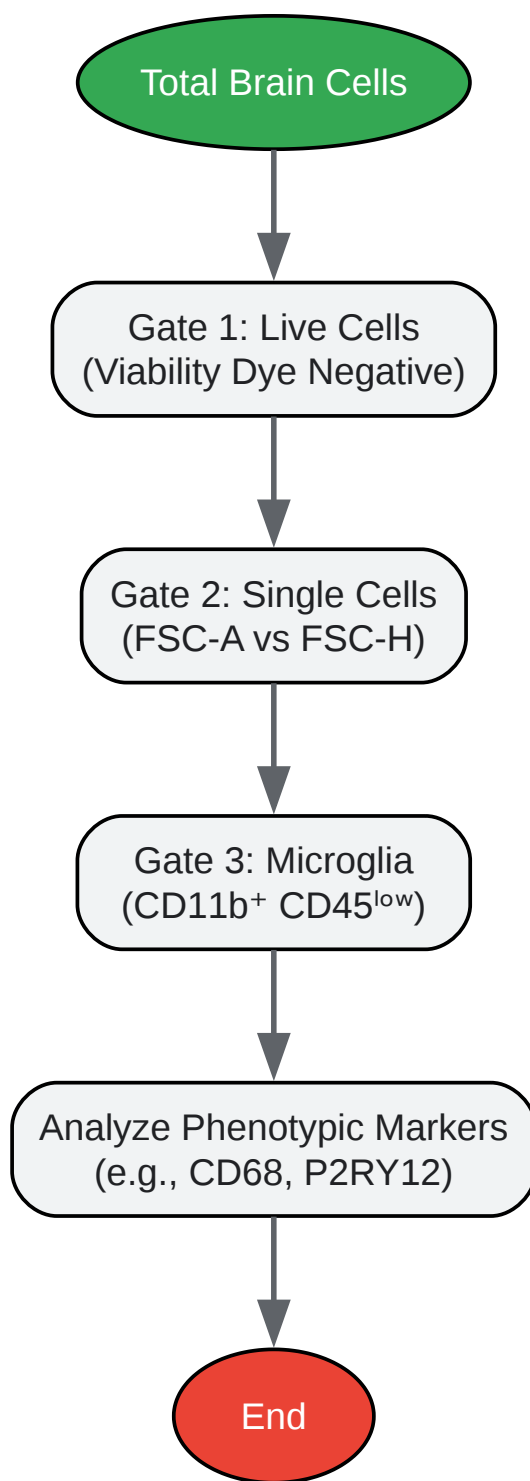 Total Brain Cells
Gate 1: Live Cells
(Viability Dye Negative)
Gate 2: Single Cells
(FSC-A vs FSC-H)
Gate 3: Microglia
(CD11b⁺ CD45ˡᵒʷ)
Analyze Phenotypic Markers
(e.g., CD68, P2RY12)
End